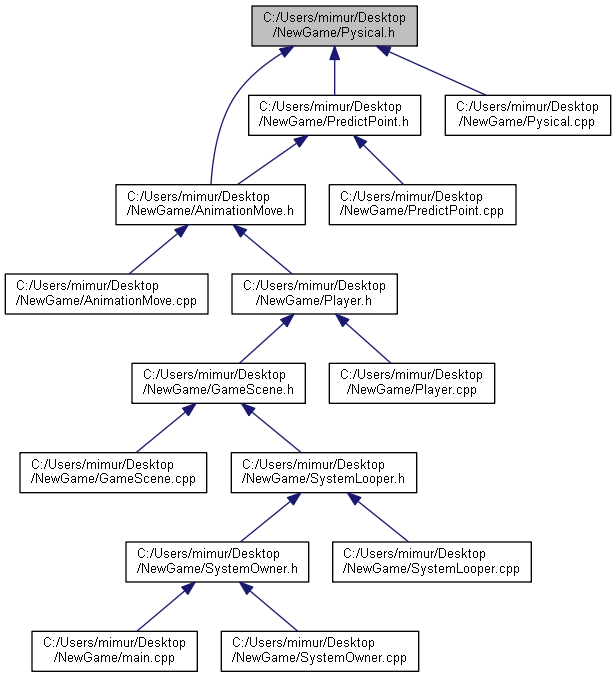 C:/Users/mimur/Desktop
/NewGame/Pysical.h
C:/Users/mimur/Desktop
/NewGame/PredictPoint.h
C:/Users/mimur/Desktop
/NewGame/Pysical.cpp
C:/Users/mimur/Desktop
/NewGame/AnimationMove.h
C:/Users/mimur/Desktop
/NewGame/PredictPoint.cpp
C:/Users/mimur/Desktop
/NewGame/AnimationMove.cpp
C:/Users/mimur/Desktop
/NewGame/Player.h
C:/Users/mimur/Desktop
/NewGame/GameScene.h
C:/Users/mimur/Desktop
/NewGame/Player.cpp
C:/Users/mimur/Desktop
/NewGame/GameScene.cpp
C:/Users/mimur/Desktop
/NewGame/SystemLooper.h
C:/Users/mimur/Desktop
/NewGame/SystemOwner.h
C:/Users/mimur/Desktop
/NewGame/SystemLooper.cpp
C:/Users/mimur/Desktop
/NewGame/main.cpp
C:/Users/mimur/Desktop
/NewGame/SystemOwner.cpp